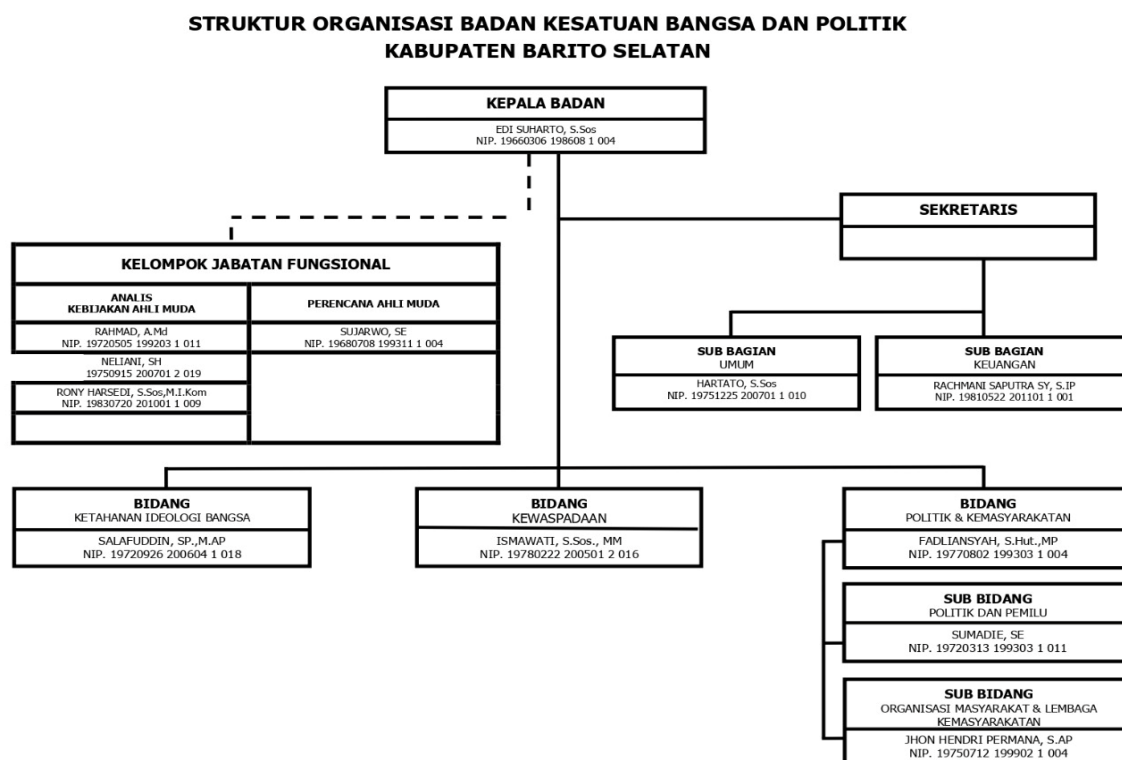 STRUKTUR ORGANISASI BADAN KESATUAN BANGSA DAN POLITIK
KABUPATEN BARITO SELATAN
KEPALA BADAN
EDI SUHARTO, S.Sos
NIP. 19660306 198608 1 004
SEKRETARIS
KELOMPOK JABATAN FUNGSIONAL
ANALIS
KEBIJAKAN AHLI MUDA
PERENCANA AHLI MUDA
RAHMAD, A.Md
NIP. 19720505 199203 1 011
SUJARWO, SE
NIP. 19680708 199311 1 004
NELIANI, SH
19750915 200701 2 019
RONY HARSEDI, S.Sos,M.I.Kom
NIP. 19830720 201001 1 009
SUB BAGIAN
UMUM
HARTATO, S.Sos
NIP. 19751225 200701 1 010
SUB BAGIAN
KEUANGAN
RACHMANI SAPUTRA SY, S.IP
NIP. 19810522 201101 1 001
BIDANG
KETAHANAN IDEOLOGI BANGSA
SALAFUDDIN, SP.,M.AP
NIP. 19720926 200604 1 018
BIDANG
KEWASPADAAN
ISMAWATI, S.Sos., MM
NIP. 19780222 200501 2 016
BIDANG
POLITIK & KEMASYARAKATAN
FADLIANSYAH, S.Hut.,MP
NIP. 19770802 199303 1 004
SUB BIDANG
POLITIK DAN PEMILU
SUMADIE, SE
NIP. 19720313 199303 1 011
SUB BIDANG
ORGANISASI MASYARAKAT & LEMBAGA
KEMASYARAKATAN
JHON HENDRI PERMANA, S.AP
NIP. 19750712 199902 1 004